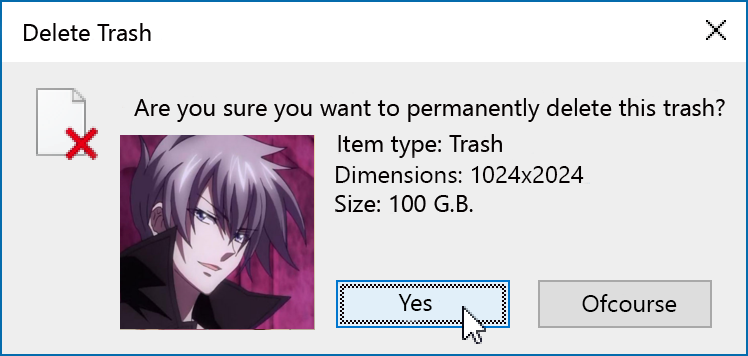 Delete Trash
Are you sure you want to permanently delete this trash?
Item type: Trash
Dimensions: 1024x2024
Size: 100 G.B.
Yes
Ofcourse